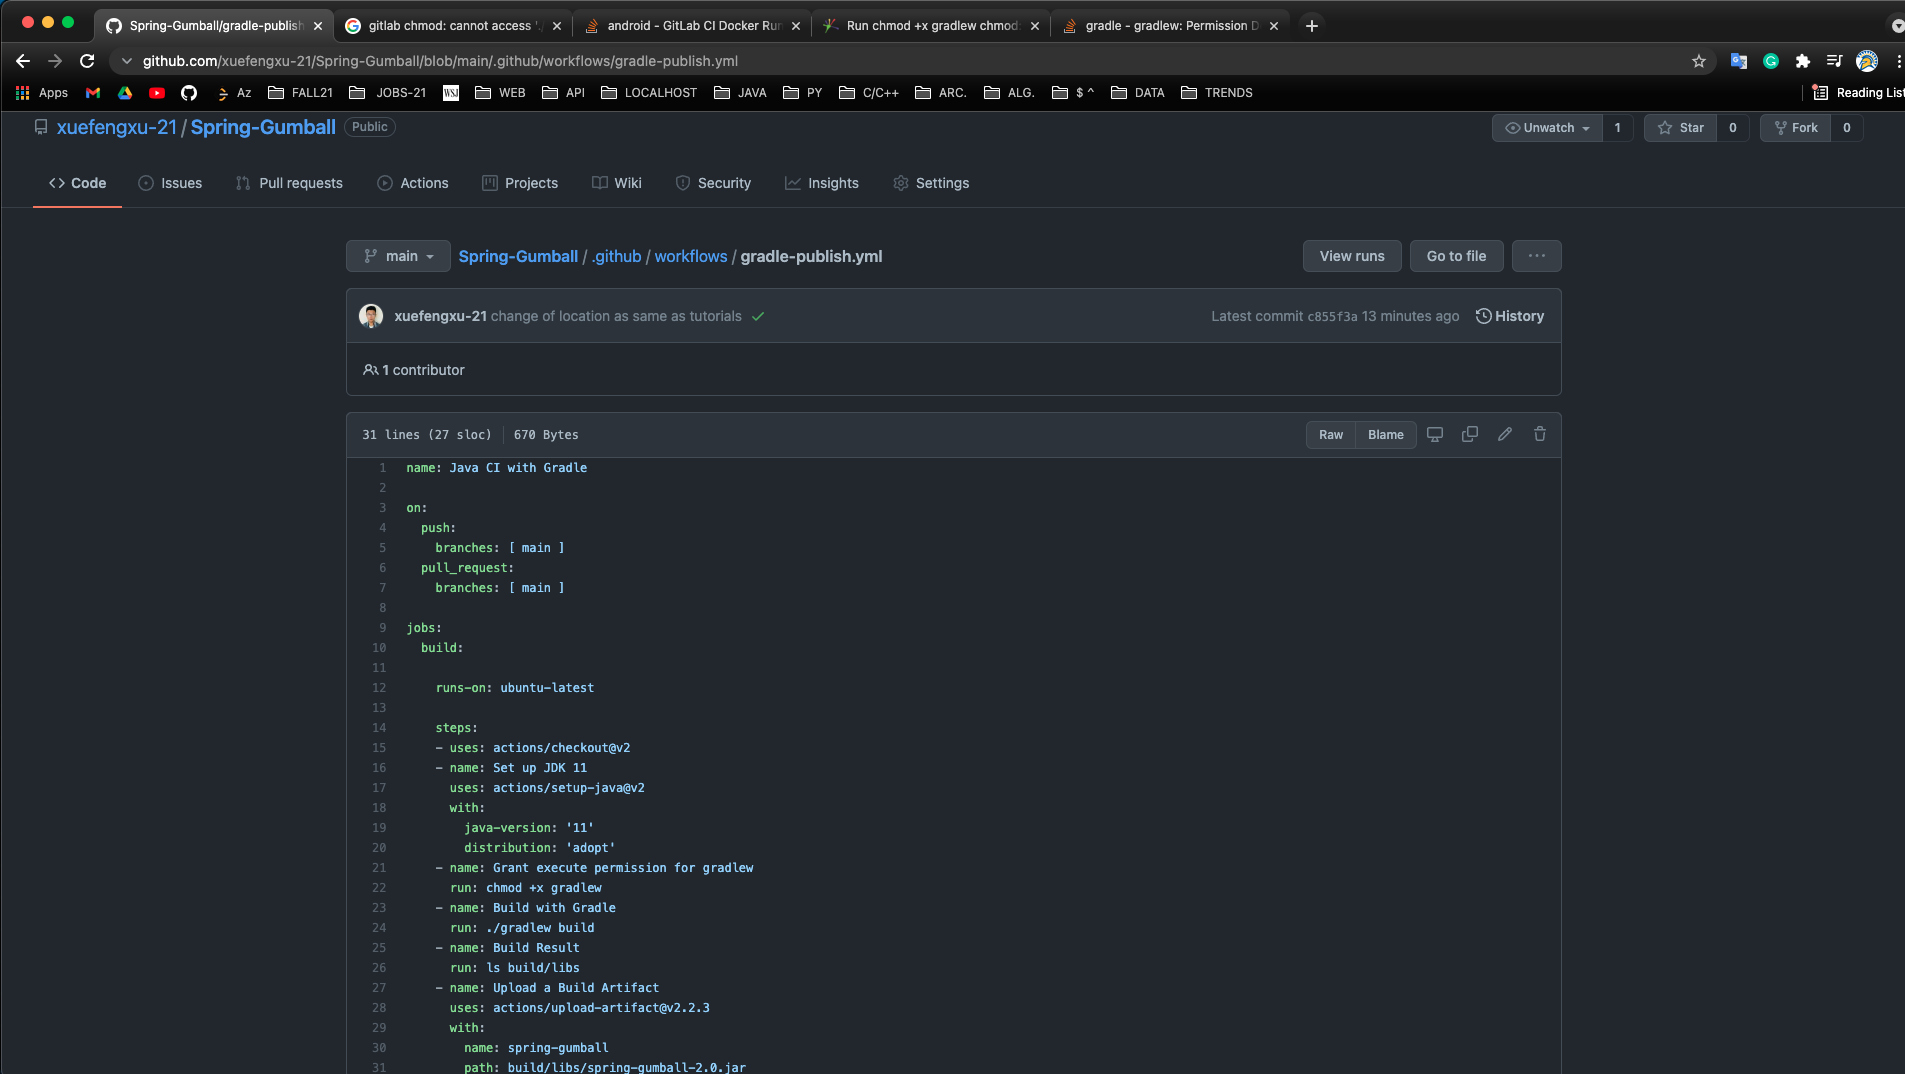 Spring-Gumball/gradle-publish
gitlab chmod: cannot access '.
android - GitLab CI Docker Run
Run chmod +x gradlew chmod:
gradle - gradlew: Permission D
github.com/xuefengxu-21/Spring-Gumball/blob/main/.github/workflows/gradle-publish.yml
Apps Az FALL21 JOBS-21 WSJ WEB API LOCALHOST JAVA PY C/C++ ARC. ALG. $ ^ DATA TRENDS Reading List
xuefengxu-21 / Spring-Gumball Public Unwatch 1 Star 0 Fork 0
Code Issues Pull requests Actions Projects Wiki Security Insights Settings
main Spring-Gumball / .github / workflows / gradle-publish.yml View runs Go to file ...
xuefengxu-21 change of location as same as tutorials Latest commit c855f3a 13 minutes ago History
1 contributor
31 lines (27 sloc) 670 Bytes Raw Blame
1 name: Java CI with Gradle
2
3 on:
4 push:
5 branches: [ main ]
6 pull_request:
7 branches: [ main ]
8
9 jobs:
10 build:
11
12 runs-on: ubuntu-latest
13
14 steps:
15 - uses: actions/checkout@v2
16 - name: Set up JDK 11
17 uses: actions/setup-java@v2
18 with:
19 java-version: '11'
20 distribution: 'adopt'
21 - name: Grant execute permission for gradlew
22 run: chmod +x gradlew
23 - name: Build with Gradle
24 run: ./gradlew build
25 - name: Build Result
26 run: ls build/libs
27 - name: Upload a Build Artifact
28 uses: actions/upload-artifact@v2.2.3
29 with:
30 name: spring-gumball
31 path: build/libs/spring-gumball-2.0.jar